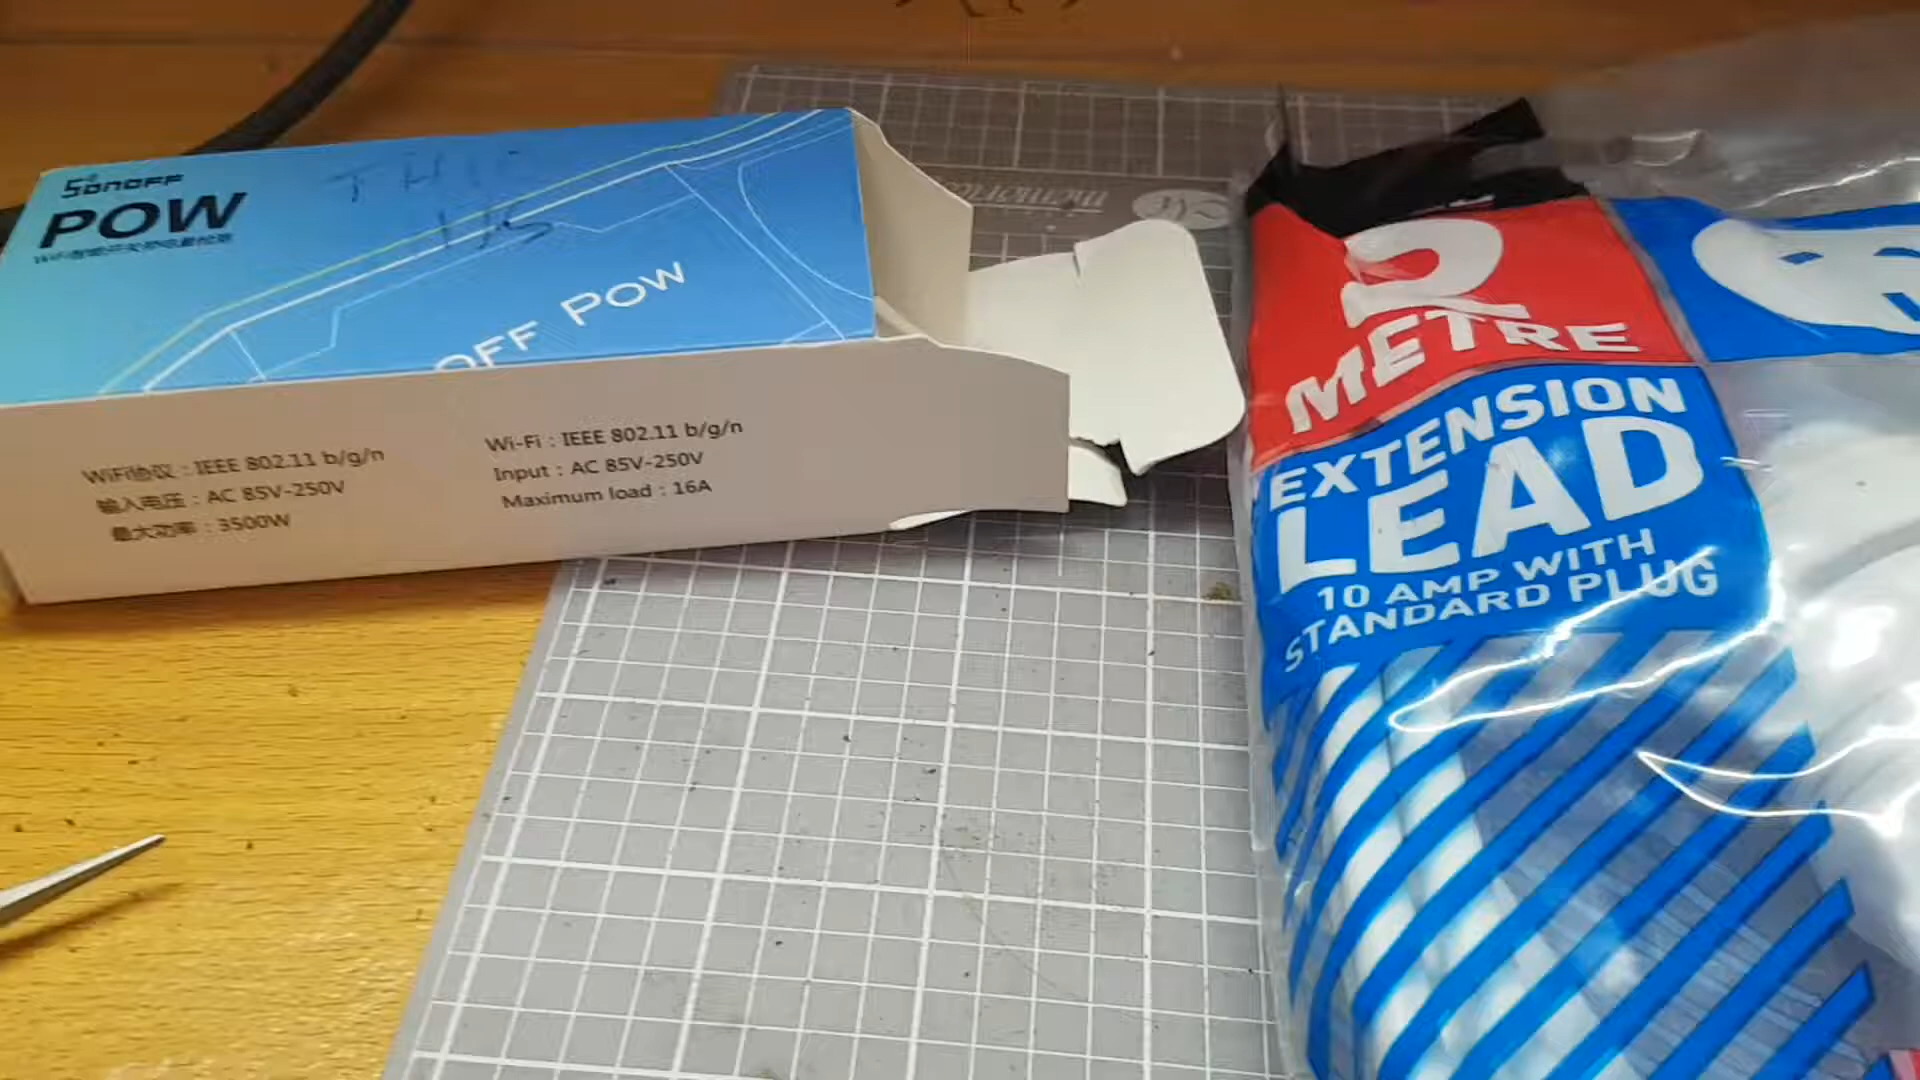 SONOFF
POW
THIS
US
OFF POW
WiFi协议：IEEE 802.11 b/g/n
输入电压：AC 85V-250V
最大功率：3500W
Wi-Fi：IEEE 802.11 b/g/n
Input：AC 85V-250V
Maximum load：16A
2
METRE
EXTENSION
LEAD
10 AMP WITH
STANDARD PLUG